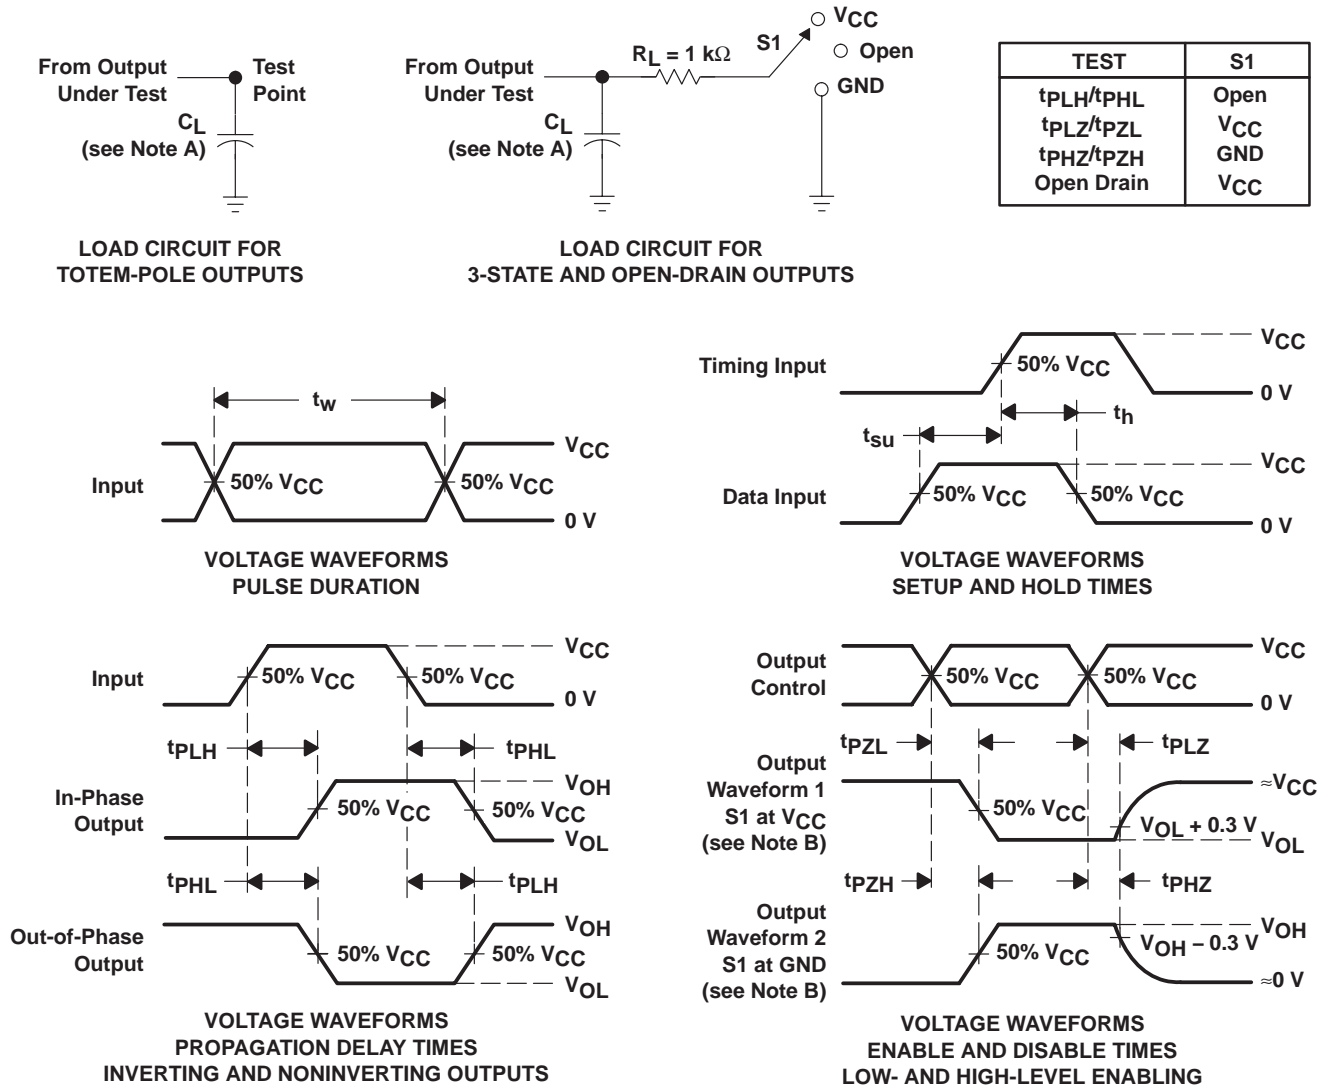 From Output
Under Test
Test
Point
CL
(see Note A)
LOAD CIRCUIT FOR
TOTEM-POLE OUTPUTS
From Output
Under Test
RL = 1 kΩ
S1
VCC
Open
GND
CL
(see Note A)
LOAD CIRCUIT FOR
3-STATE AND OPEN-DRAIN OUTPUTS
TEST S1
tPLH/tPHL Open
tPLZ/tPZL VCC
tPHZ/tPZH GND
Open Drain VCC
tw
Input
50% VCC
50% VCC
VCC
0 V
VOLTAGE WAVEFORMS
PULSE DURATION
Timing Input
50% VCC
VCC
0 V
tsu
th
Data Input
50% VCC
50% VCC
VCC
0 V
VOLTAGE WAVEFORMS
SETUP AND HOLD TIMES
Input
50% VCC
50% VCC
VCC
0 V
tPLH
tPHL
In-Phase
Output
50% VCC
50% VCC
VOH
VOL
tPHL
tPLH
Out-of-Phase
Output
50% VCC
50% VCC
VOH
VOL
VOLTAGE WAVEFORMS
PROPAGATION DELAY TIMES
INVERTING AND NONINVERTING OUTPUTS
Output
Control
50% VCC
50% VCC
VCC
0 V
tPZL
tPLZ
Output
Waveform 1
S1 at VCC
(see Note B)
50% VCC
VOL + 0.3 V
≈VCC
VOL
tPZH
tPHZ
Output
Waveform 2
S1 at GND
(see Note B)
50% VCC
VOH − 0.3 V
VOH
≈0 V
VOLTAGE WAVEFORMS
ENABLE AND DISABLE TIMES
LOW- AND HIGH-LEVEL ENABLING